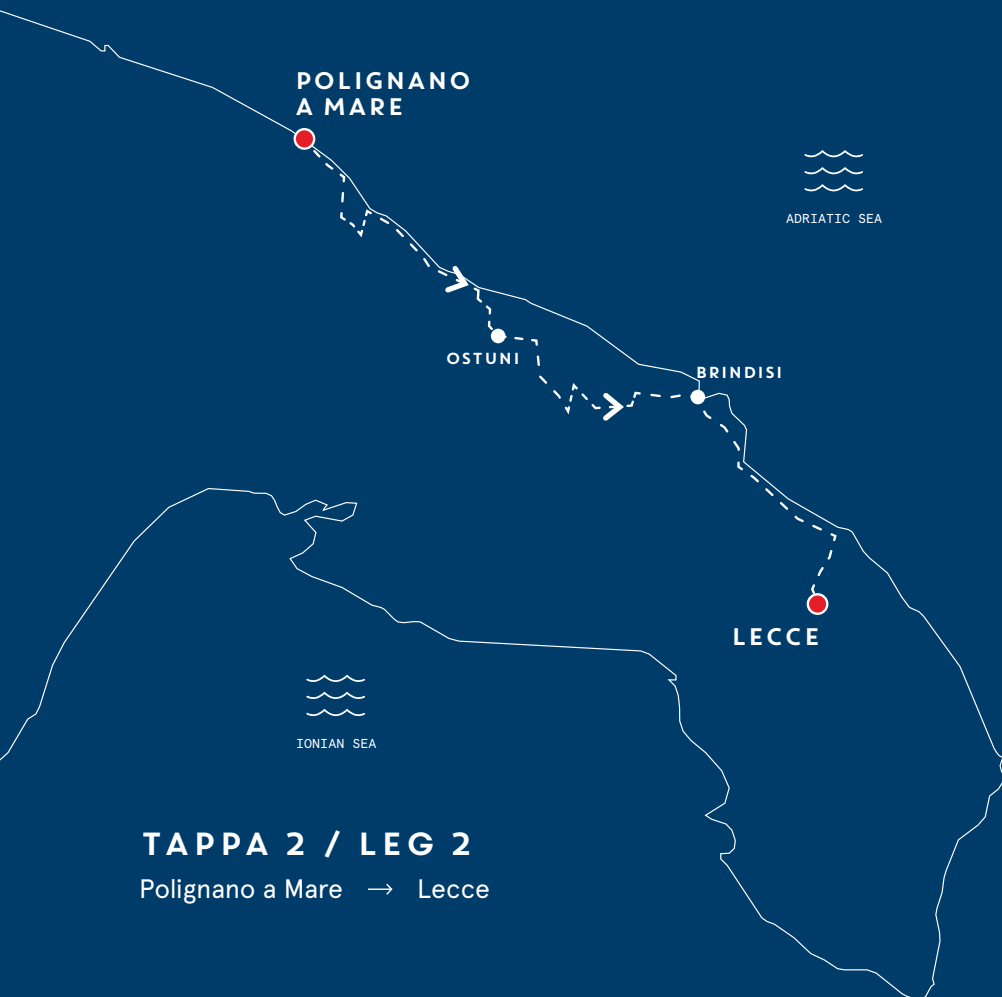 POLIGNANO
A MARE
ADRIATIC SEA
OSTUNI
BRINDISI
LECCE
IONIAN SEA
TAPPA 2 / LEG 2
Polignano a Mare → Lecce